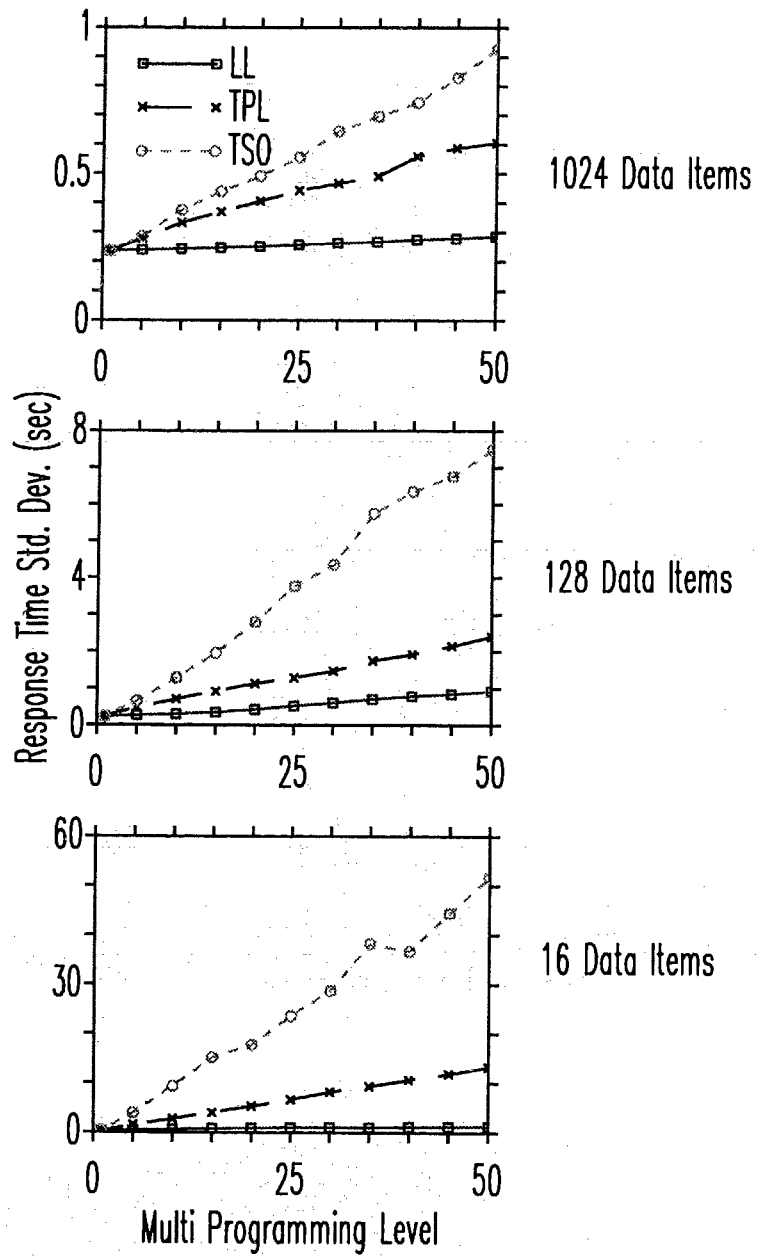 1
LL
TPL
TSO
0.5
1024 Data Items
0
0
25
50
Response Time Std. Dev. (sec)
8
4
128 Data Items
0
0
25
50
60
30
16 Data Items
0
0
25
50
Multi Programming Level